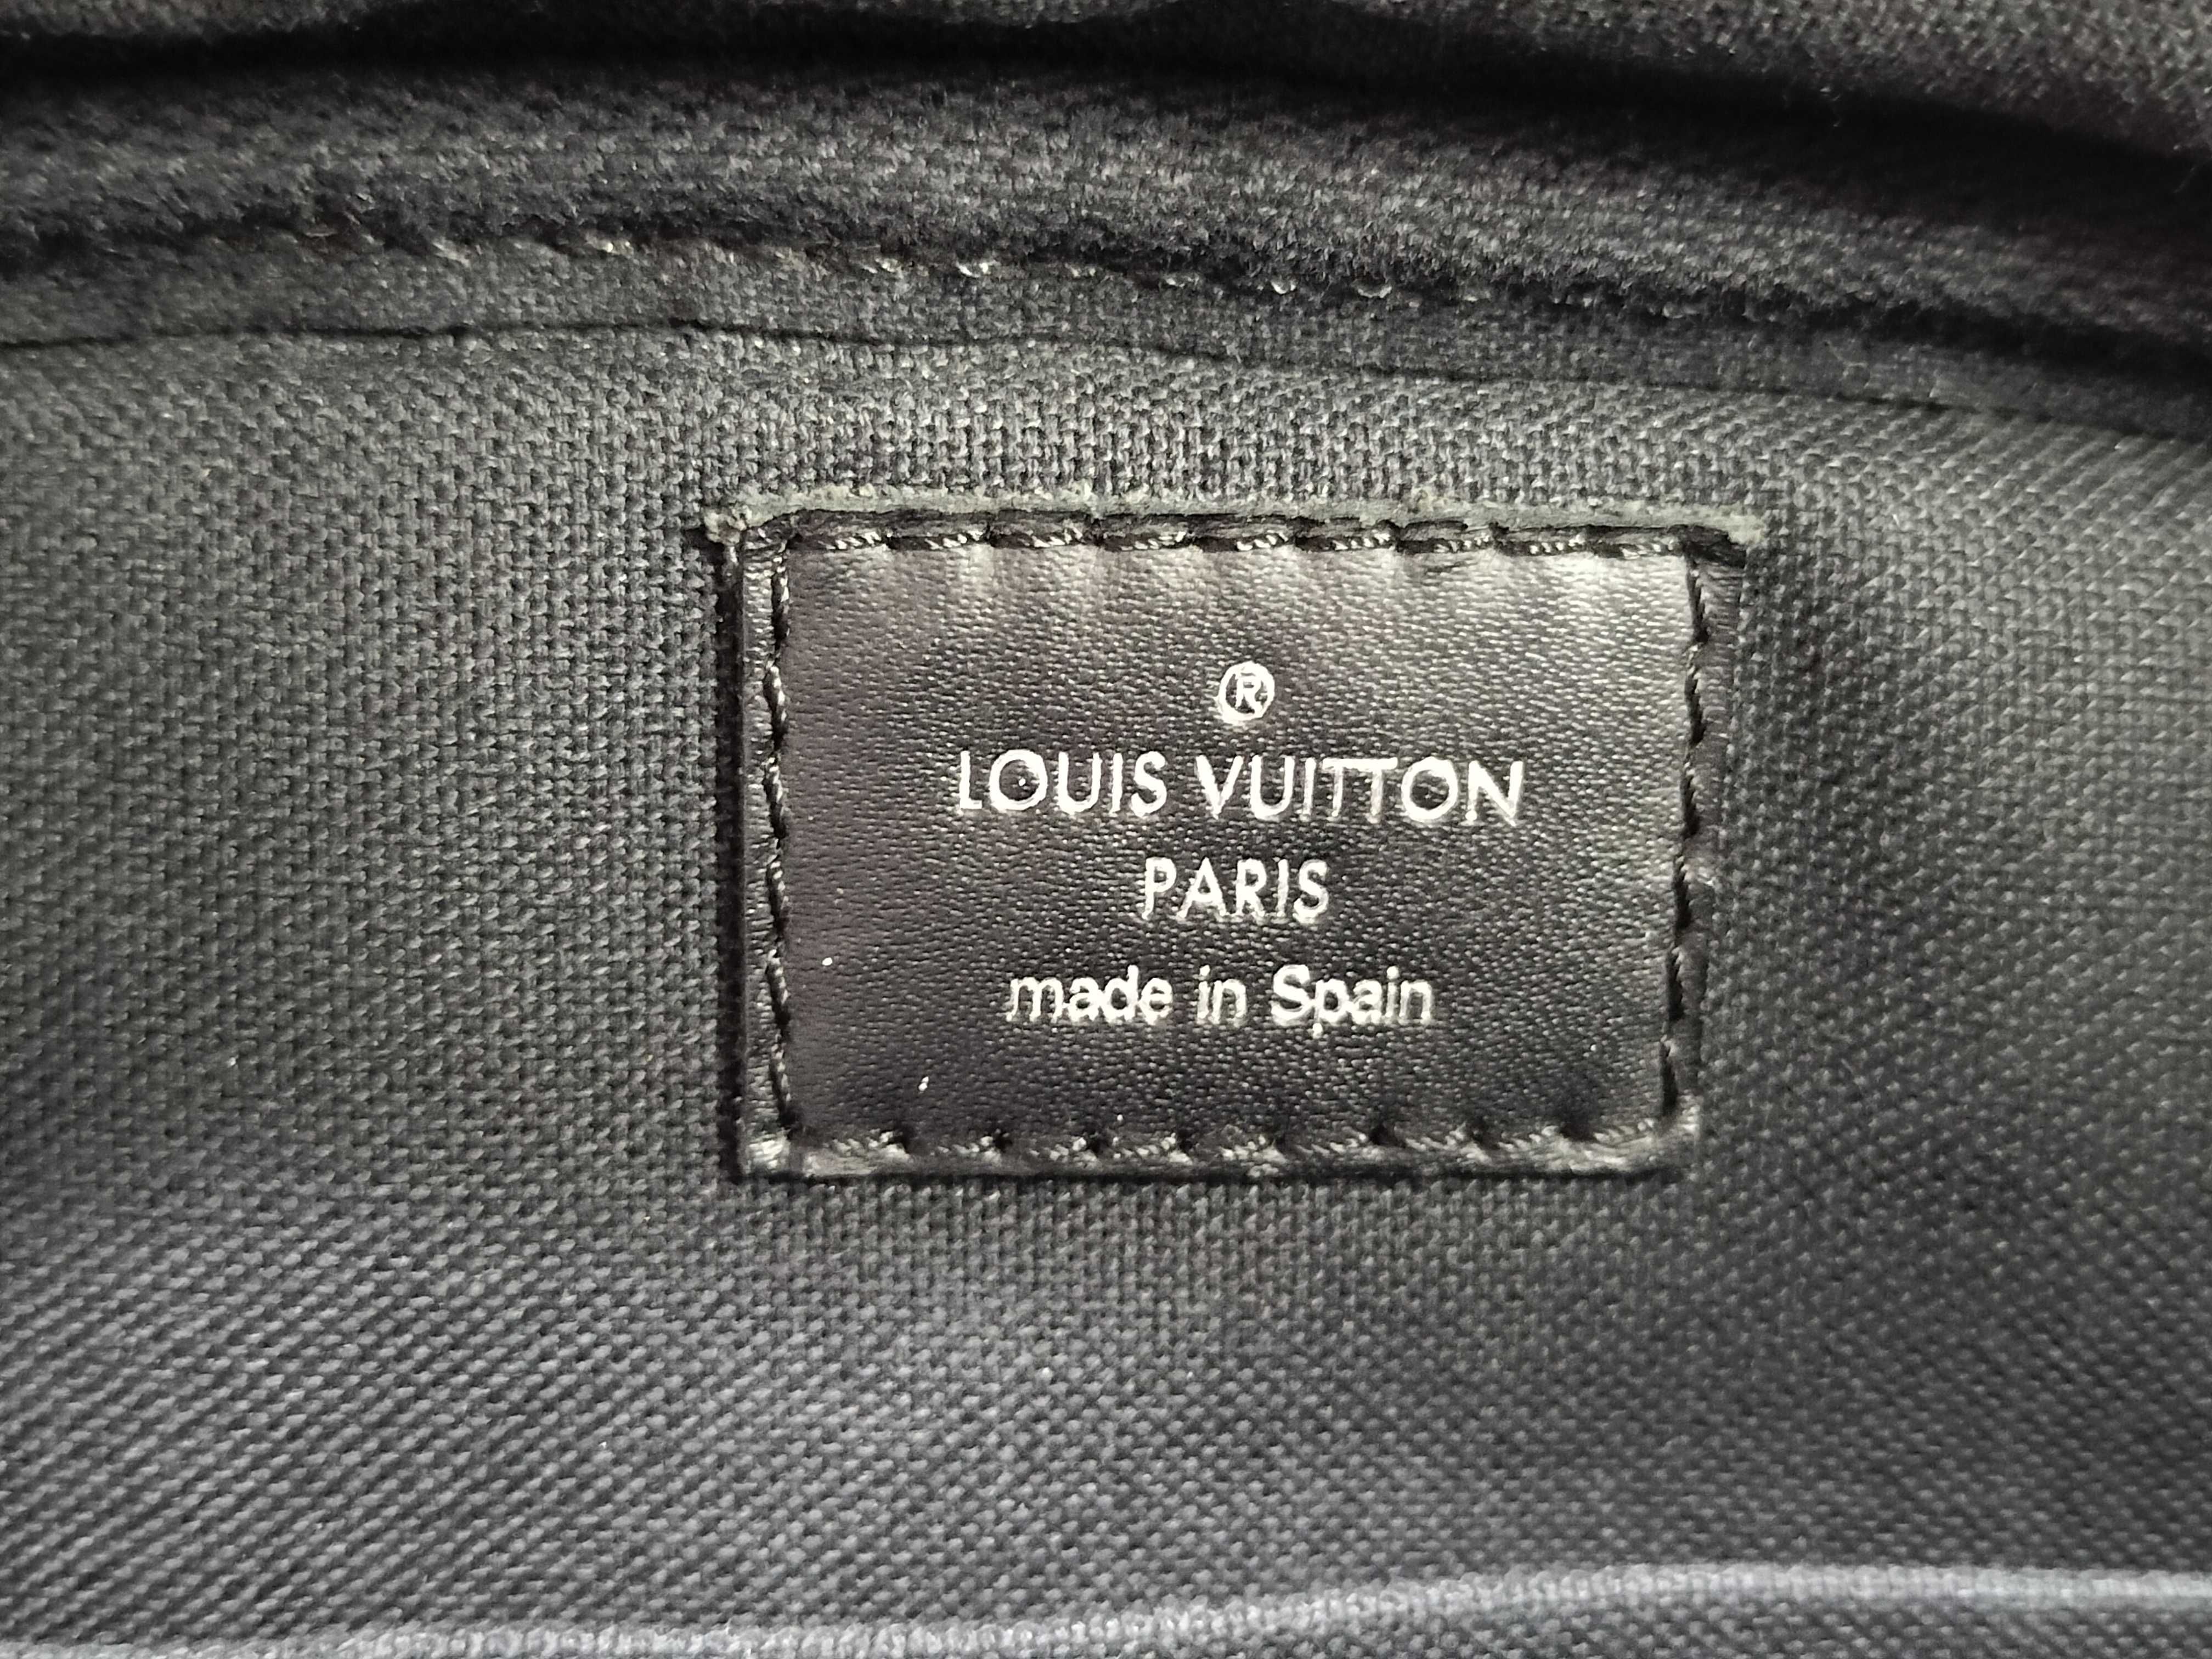 ®
LOUIS VUITTON
PARIS
made in Spain